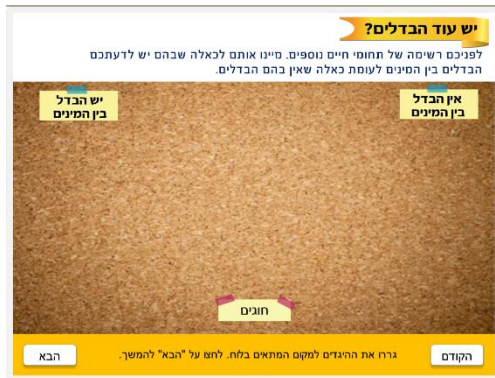 יש עוד הבדלים?
לפניכם רשימה של תחומי חיים נוספים. מיינו אותם לכאלה שבהם יש לדעתכם
הבדלים בין המינים לעומת כאלה שאין בהם הבדלים.
אין הבדל
בין המינים
יש הבדל
בין המינים
חוגים
הקודם
גררו את ההיגדים למקום המתאים בלוח. לחצו על "הבא" להמשך.
הבא